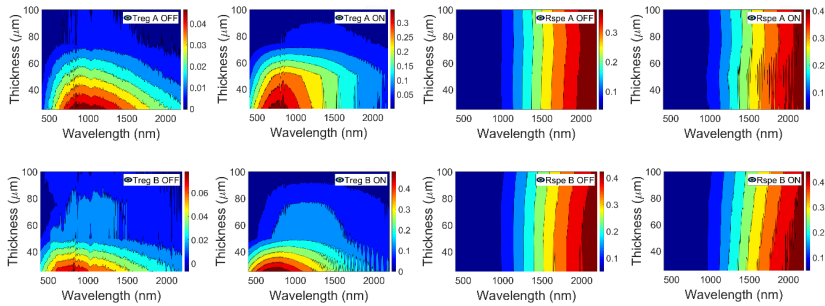 Treg A OFF
Thickness (μm)
100
80
60
40
500 1000 1500 2000
Wavelength (nm)
0.04
0.03
0.02
0.01
0
Treg A ON
Thickness (μm)
100
80
60
40
500 1000 1500 2000
Wavelength (nm)
0.3
0.25
0.2
0.15
0.1
0.05
Rspe A OFF
Thickness (μm)
100
80
60
40
500 1000 1500 2000
Wavelength (nm)
0.4
0.3
0.2
0.1
Rspe A ON
Thickness (μm)
100
80
60
40
500 1000 1500 2000
Wavelength (nm)
0.3
0.2
0.1
Treg B OFF
Thickness (μm)
100
80
60
40
500 1000 1500 2000
Wavelength (nm)
0.06
0.04
0.02
0
Treg B ON
Thickness (μm)
100
80
60
40
500 1000 1500 2000
Wavelength (nm)
0.4
0.3
0.2
0.1
0
Rspe B OFF
Thickness (μm)
100
80
60
40
500 1000 1500 2000
Wavelength (nm)
0.4
0.3
0.2
0.1
Rspe B ON
Thickness (μm)
100
80
60
40
500 1000 1500 2000
Wavelength (nm)
0.4
0.3
0.2
0.1